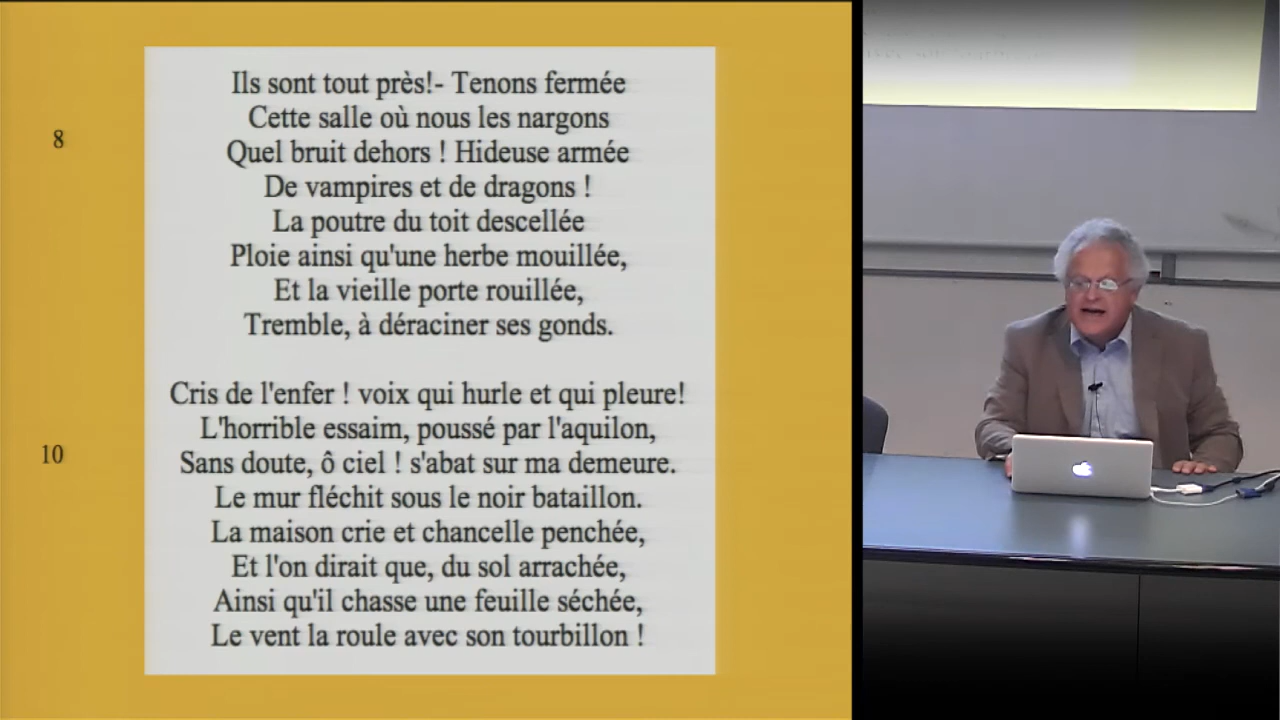 8
Ils sont tout près!- Tenons fermée
Cette salle où nous les nargons
Quel bruit dehors ! Hideuse armée
De vampires et de dragons !
La poutre du toit descellée
Ploie ainsi qu'une herbe mouillée,
Et la vieille porte rouillée,
Tremble, à déraciner ses gonds.
10
Cris de l'enfer ! voix qui hurle et qui pleure!
L'horrible essaim, poussé par l'aquilon,
Sans doute, ô ciel ! s'abat sur ma demeure.
Le mur fléchit sous le noir bataillon.
La maison crie et chancelle penchée,
Et l'on dirait que, du sol arrachée,
Ainsi qu'il chasse une feuille séchée,
Le vent la roule avec son tourbillon !